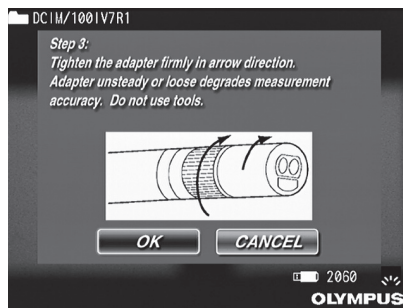 DCIM/100IV7R1
Step 3:
Tighten the adapter firmly in arrow direction.
Adapter unsteady or loose degrades measurement
accuracy. Do not use tools.
OK CANCEL
2060
OLYMPUS